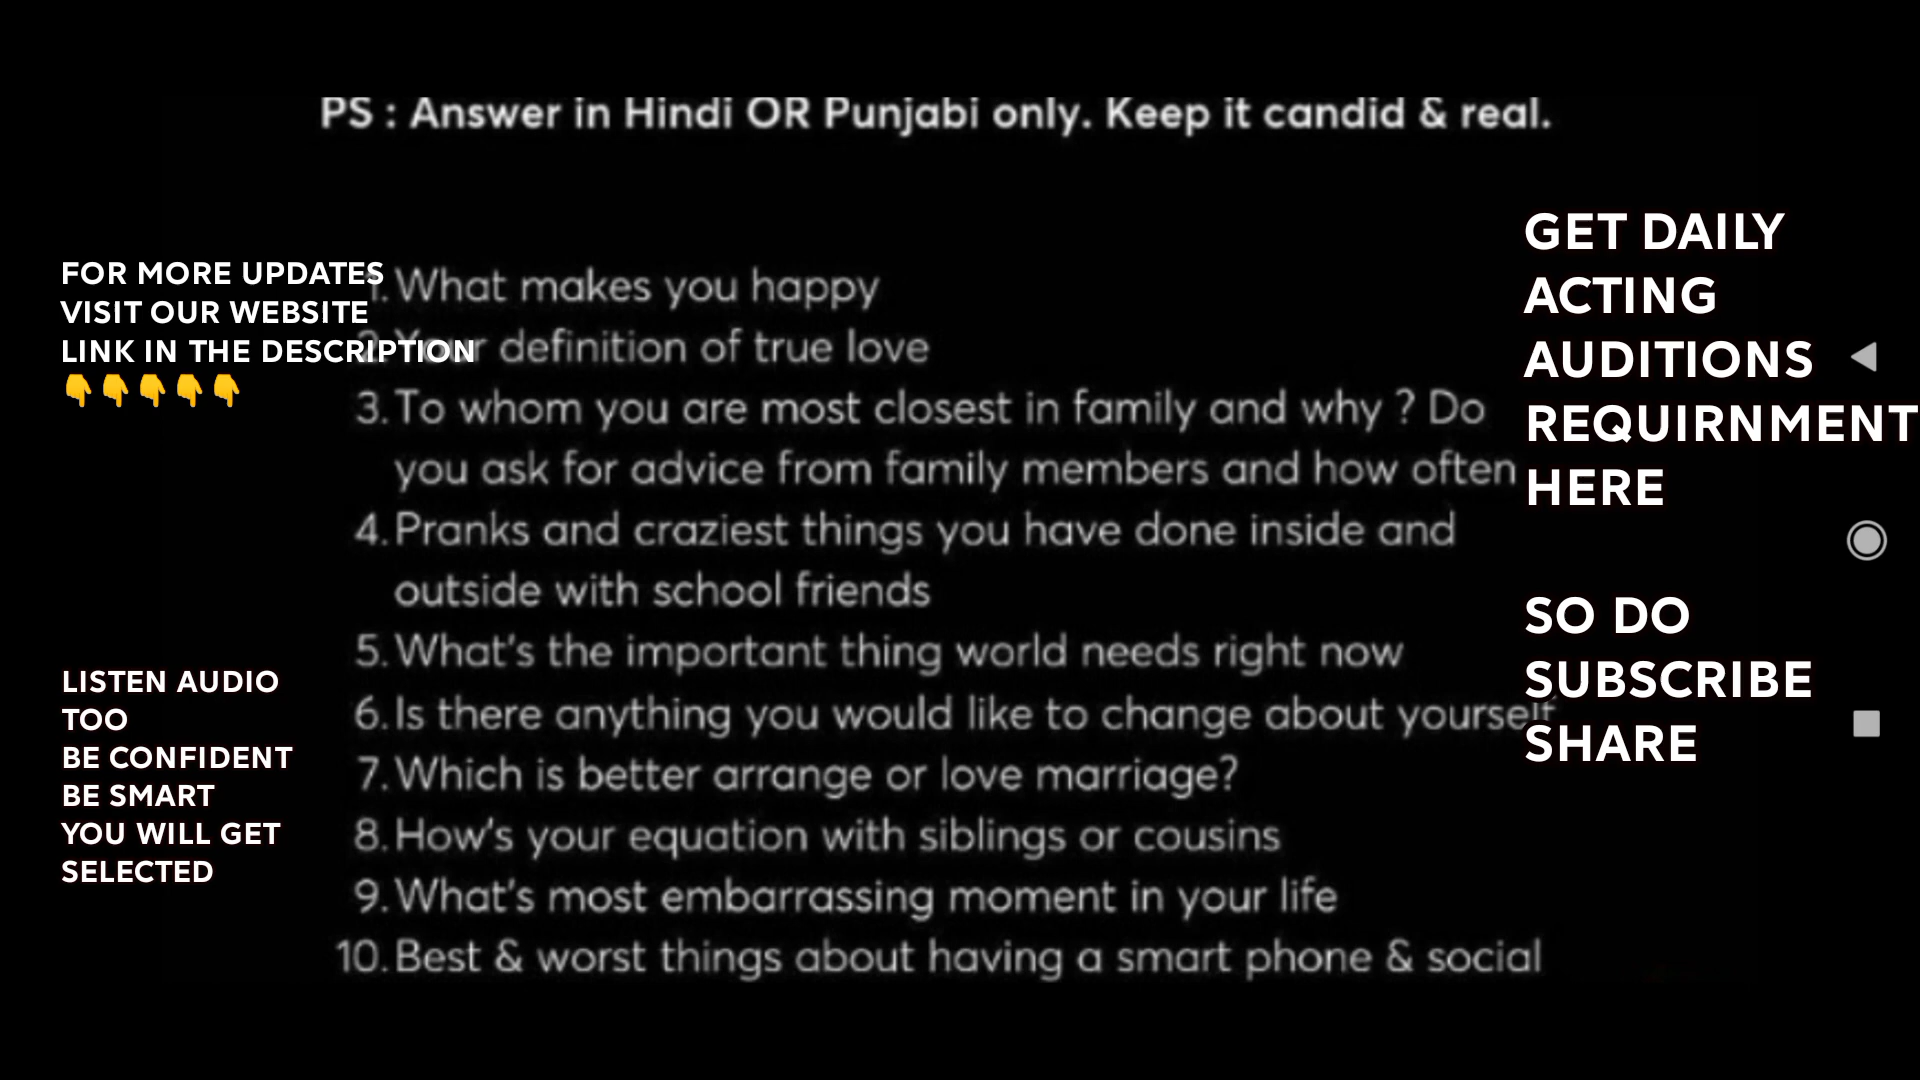 PS : Answer in Hindi OR Punjabi only. Keep it candid & real.
FOR MORE UPDATES
VISIT OUR WEBSITE
LINK IN THE DESCRIPTION
👇👇👇👇👇
1. What makes you happy
2. Your definition of true love
3. To whom you are most closest in family and why ? Do
you ask for advice from family members and how often
4. Pranks and craziest things you have done inside and
outside with school friends
5. What's the important thing world needs right now
6. Is there anything you would like to change about yourself
7. Which is better arrange or love marriage?
8. How's your equation with siblings or cousins
9. What's most embarrassing moment in your life
10. Best & worst things about having a smart phone & social
LISTEN AUDIO
TOO
BE CONFIDENT
BE SMART
YOU WILL GET
SELECTED
GET DAILY
ACTING
AUDITIONS
REQUIRNMENT
HERE
SO DO
SUBSCRIBE
SHARE